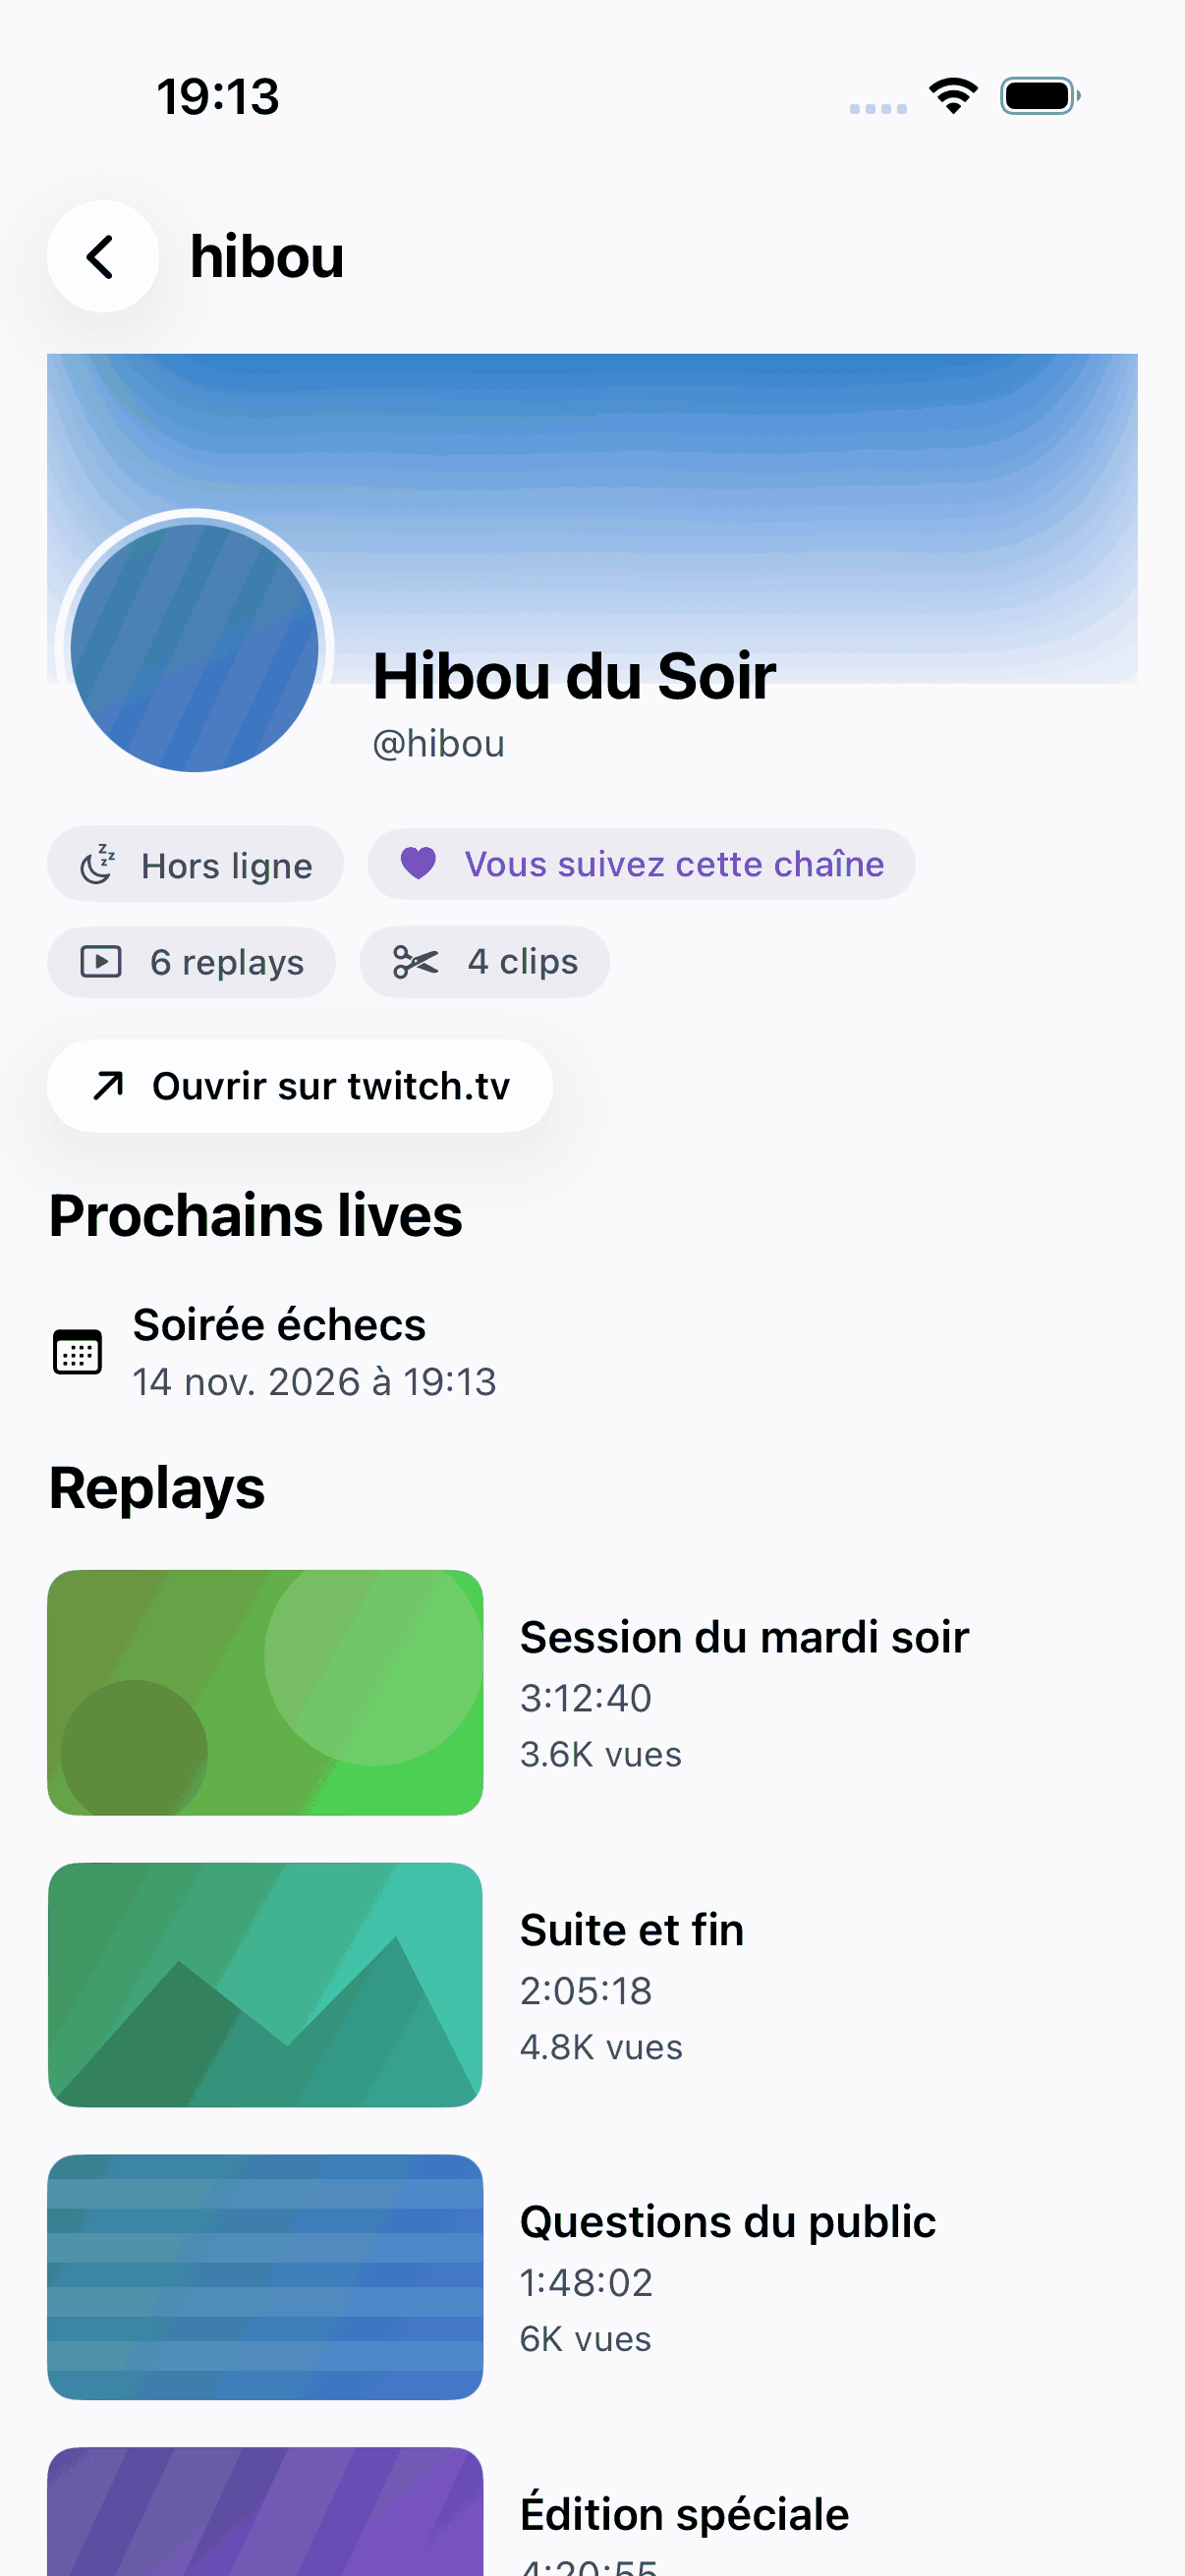 19:13
hibou
Hibou du Soir
@hibou
Hors ligne
Vous suivez cette chaîne
6 replays
4 clips
Ouvrir sur twitch.tv
Prochains lives
Soirée échecs
14 nov. 2026 à 19:13
Replays
Session du mardi soir
3:12:40
3.6K vues
Suite et fin
2:05:18
4.8K vues
Questions du public
1:48:02
6K vues
Édition spéciale
4:20:55